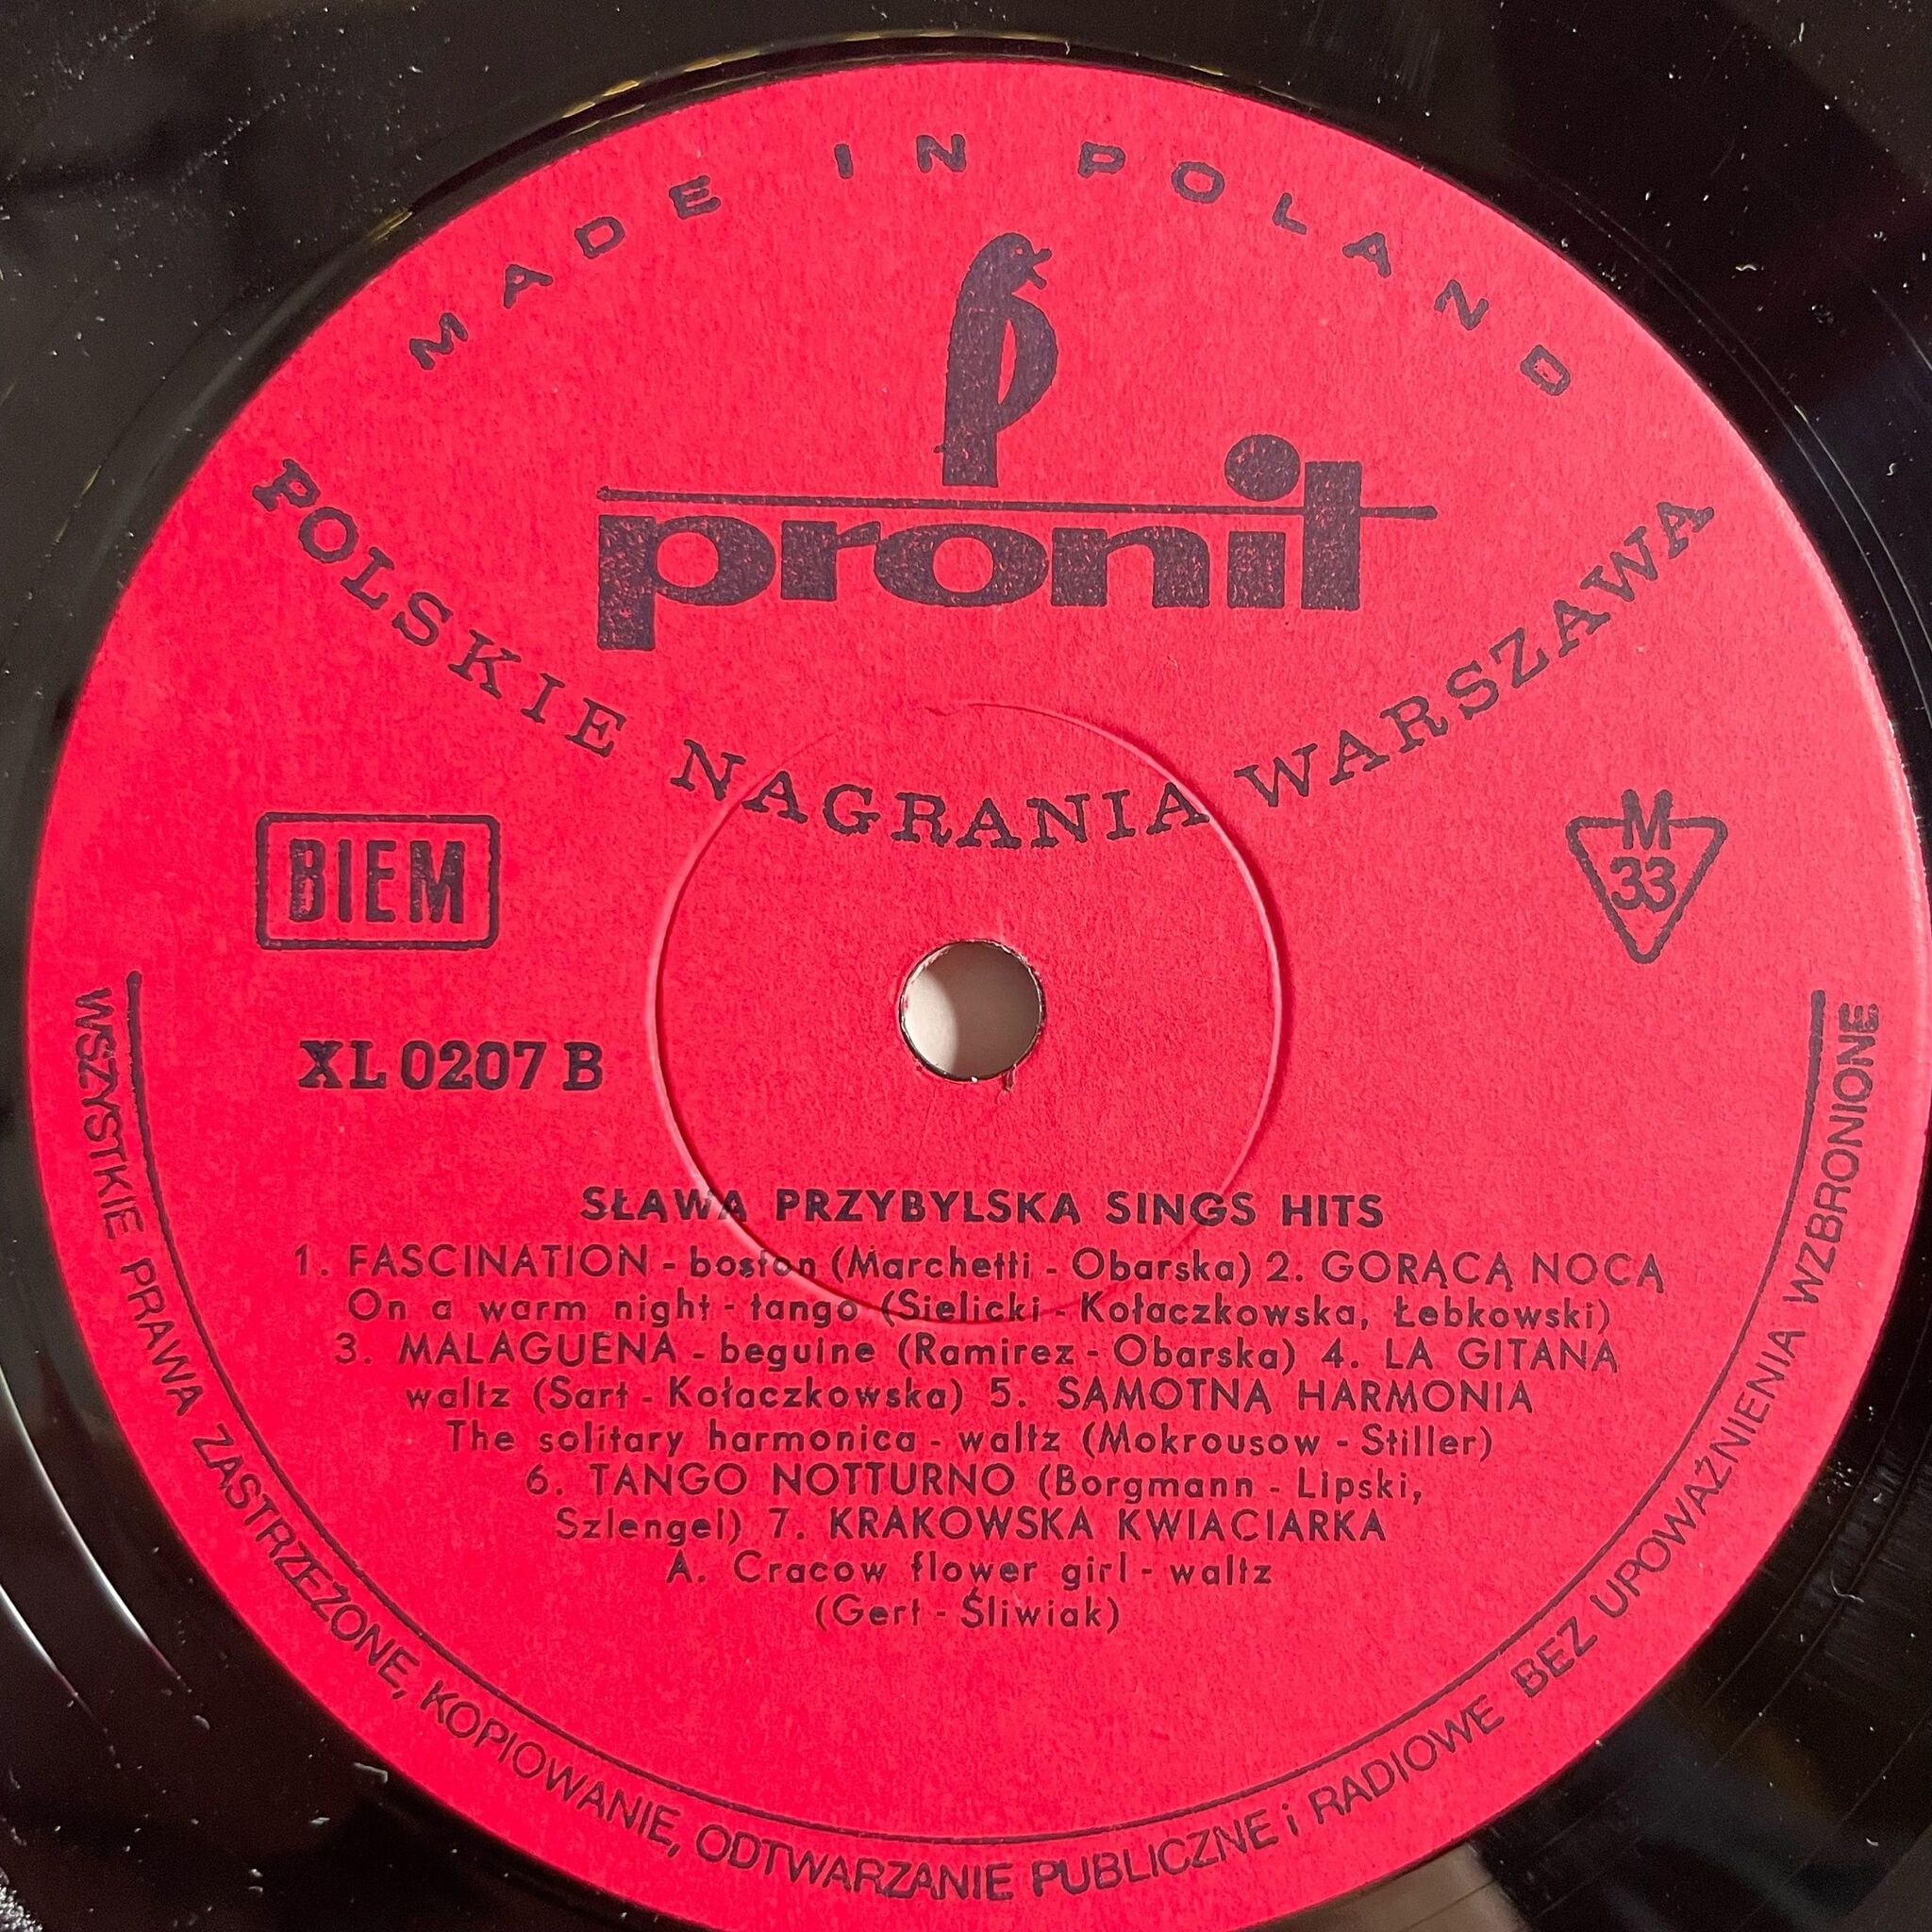 MADE IN POLAND
pronit
POLSKIE NAGRANIA WARSZAWA
BIEM
M
33
XL 0207 B
SŁAWA PRZYBYLSKA SINGS HITS
1. FASCINATION - boston (Marchetti - Obarska) 2. GORĄCĄ NOCĄ
On a warm night - tango (Sielicki - Kołaczkowska, Łebkowski)
3. MALAGUENA - beguine (Ramirez - Obarska) 4. LA GITANA
waltz (Sart - Kołaczkowska) 5. SAMOTNA HARMONIA
The solitary harmonica - waltz (Mokrousow - Stiller)
6. TANGO NOTTURNO (Borgmann - Lipski,
Szlengel) 7. KRAKOWSKA KWIACIARKA
A. Cracow flower girl - waltz
(Gert - Śliwiak)
WSZYSTKIE PRAWA ZASTRZEŻONE, KOPIOWANIE, ODTWARZANIE PUBLICZNE i RADIOWE BEZ UPOWAŻNIENIA WZBRONIONE